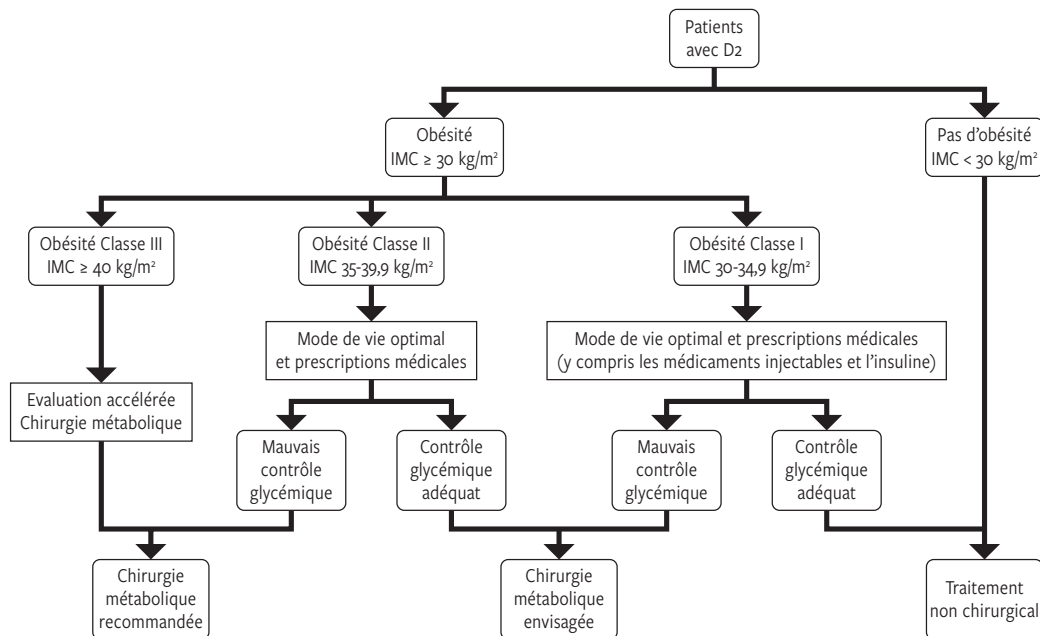 Patients
avec D2
Obésité
IMC ≥ 30 kg/m²
Pas d'obésité
IMC < 30 kg/m²
Obésité Classe III
IMC ≥ 40 kg/m²
Obésité Classe II
IMC 35-39,9 kg/m²
Obésité Classe I
IMC 30-34,9 kg/m²
Mode de vie optimal
et prescriptions médicales
Mode de vie optimal et prescriptions médicales
(y compris les médicaments injectables et l'insuline)
Evaluation accélérée
Chirurgie métabolique
Mauvais
contrôle
glycémique
Contrôle
glycémique
adéquat
Mauvais
contrôle
glycémique
Contrôle
glycémique
adéquat
Chirurgie
métabolique
recommandée
Chirurgie
métabolique
envisagée
Traitement
non chirurgical